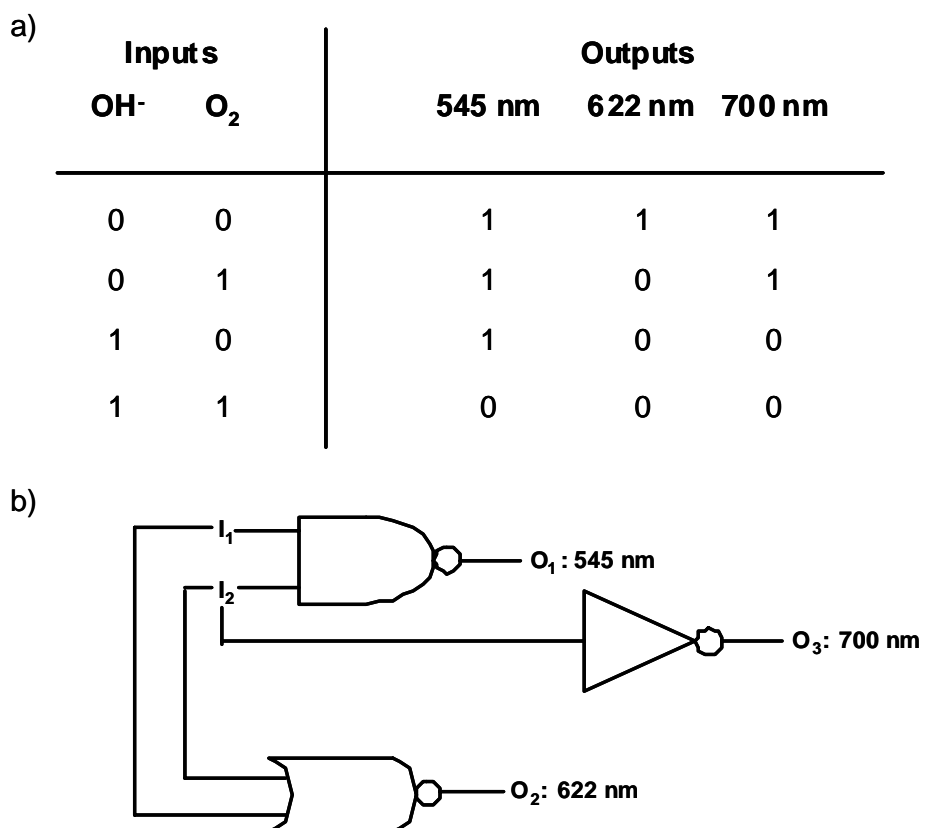 a)
Inputs Outputs
OH- O2 545 nm 622 nm 700 nm
0 0 1 1 1
0 1 1 0 1
1 0 1 0 0
1 1 0 0 0
b)
I1
O1: 545 nm
I2
O3: 700 nm
O2: 622 nm